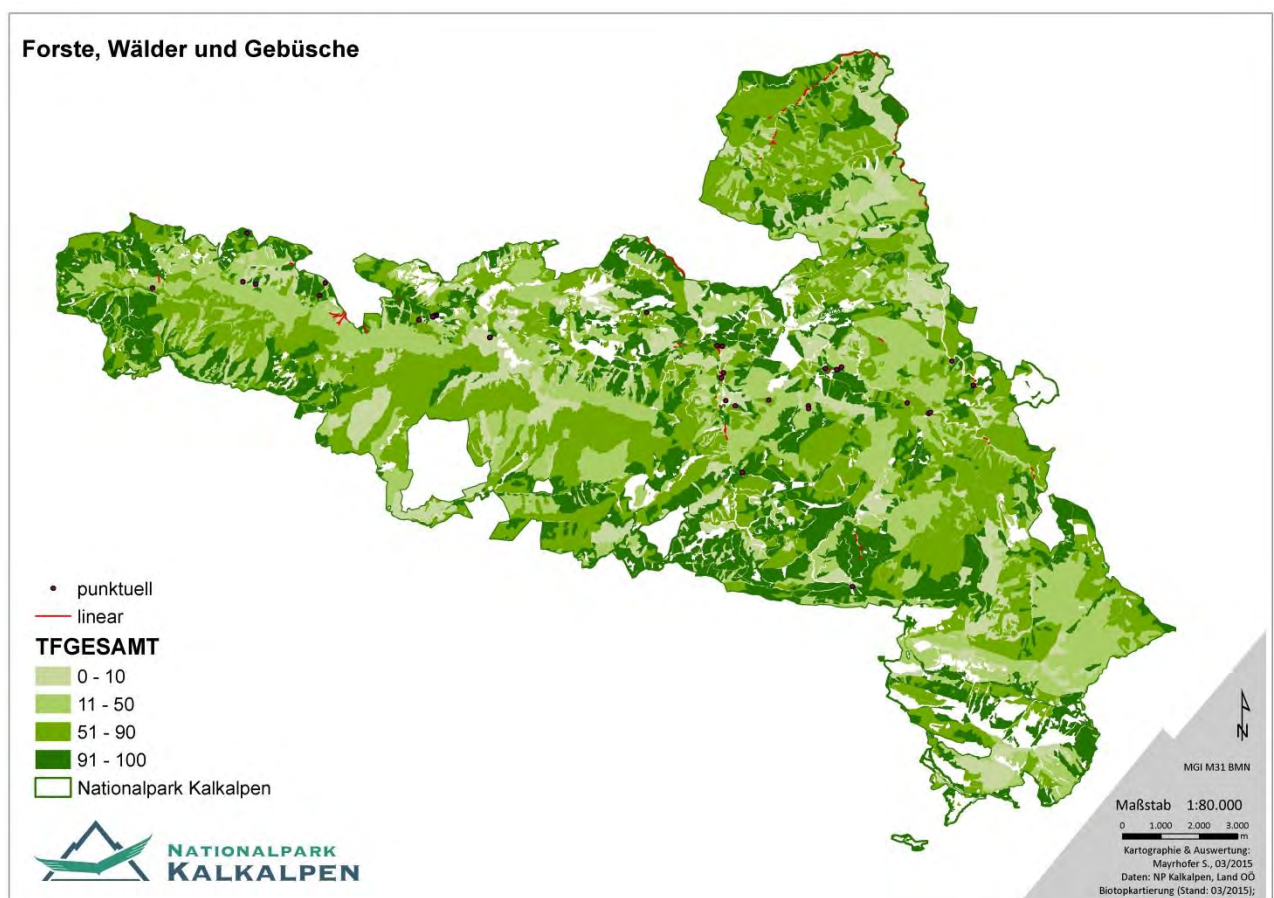 Forste, Wälder und Gebüsche
punktuell
linear
TFGESAMT
0 - 10
11 - 50
51 - 90
91 - 100
Nationalpark Kalkalpen
NATIONALPARK
KALKALPEN
N
MGI M31 BMN
Maßstab 1:80.000
0 1.000 2.000 3.000
m
Kartographie & Auswertung:
Mayrhofer S., 03/2015
Daten: NP Kalkalpen, Land OÖ
Biotopkartierung (Stand: 03/2015);